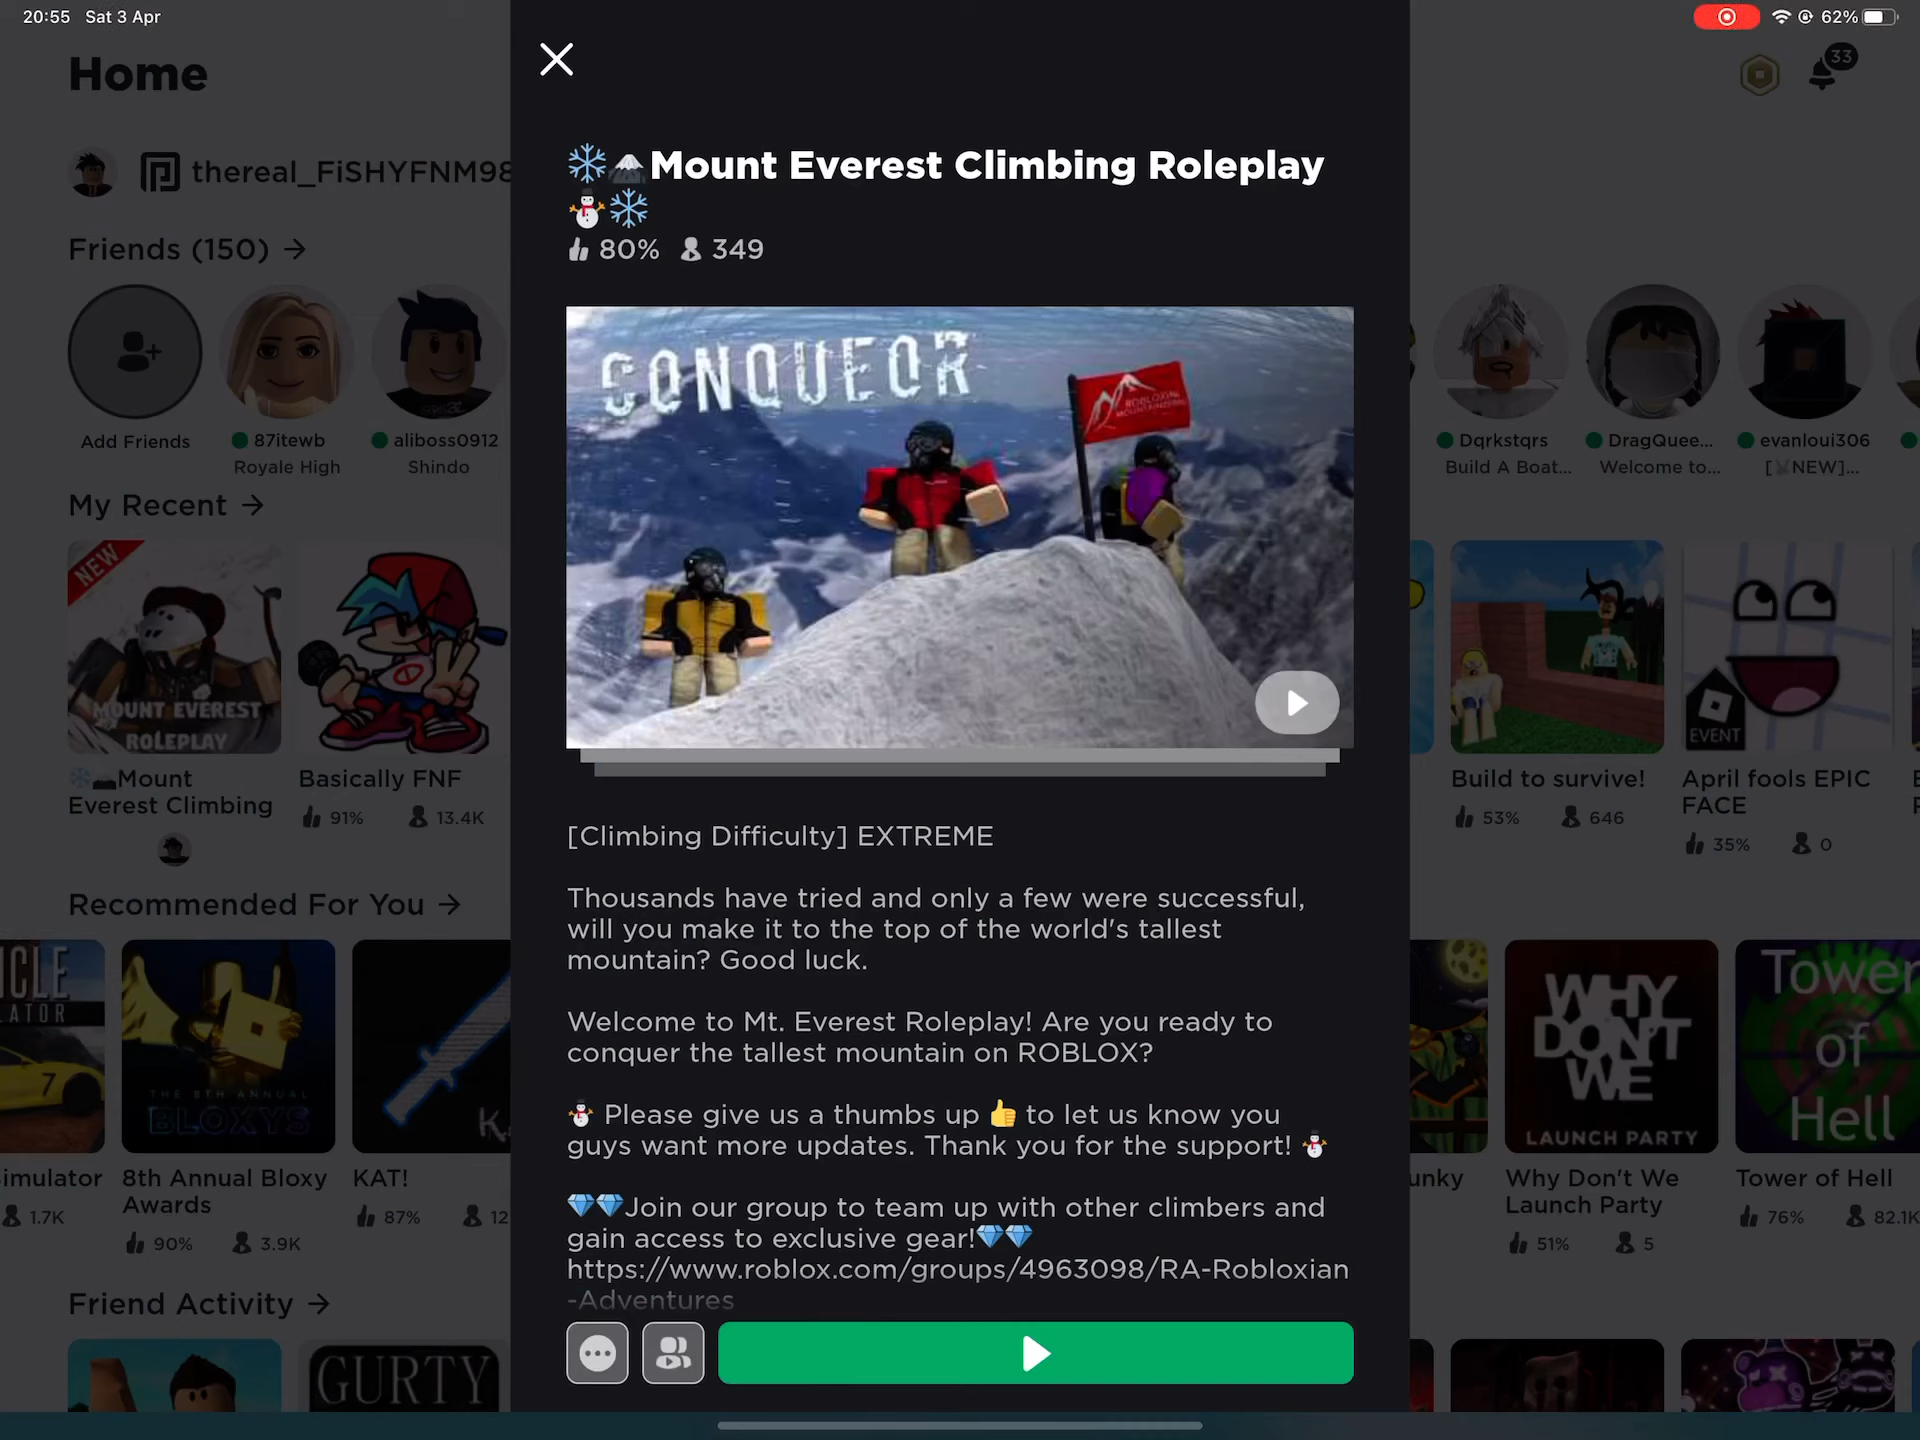 20:55 Sat 3 Apr
62%
Home
33
thereal_FiSHYFNM98
Friends (150) →
Add Friends
87itewb
Royale High
aliboss0912
Shindo
Dqrkstqrs
Build A Boat...
DragQuee...
Welcome to...
evanloui306
[⚔NEW]...
My Recent →
NEW
MOUNT EVEREST
ROLEPLAY
❄️🏔Mount
Everest Climbing
Basically FNF
91% 13.4K
EVENT
Build to survive!
53% 646
April fools EPIC
FACE
35% 0
Recommended For You →
imulator
1.7K
7
THE 8TH ANNUAL
BLOXYS
8th Annual Bloxy
Awards
90% 3.9K
KAT!
87% 12
unky
WHY
DON'T
WE
LAUNCH PARTY
Why Don't We
Launch Party
51% 5
Tower
of
Hell
Tower of Hell
76% 82.1K
Friend Activity →
GURTY
❄️🏔Mount Everest Climbing Roleplay
⛄❄️
80% 349
CONQUEOR
[Climbing Difficulty] EXTREME
Thousands have tried and only a few were successful,
will you make it to the top of the world's tallest
mountain? Good luck.
Welcome to Mt. Everest Roleplay! Are you ready to
conquer the tallest mountain on ROBLOX?
⛄ Please give us a thumbs up 👍 to let us know you
guys want more updates. Thank you for the support! ⛄
💎💎Join our group to team up with other climbers and
gain access to exclusive gear!💎💎
https://www.roblox.com/groups/4963098/RA-Robloxian
-Adventures